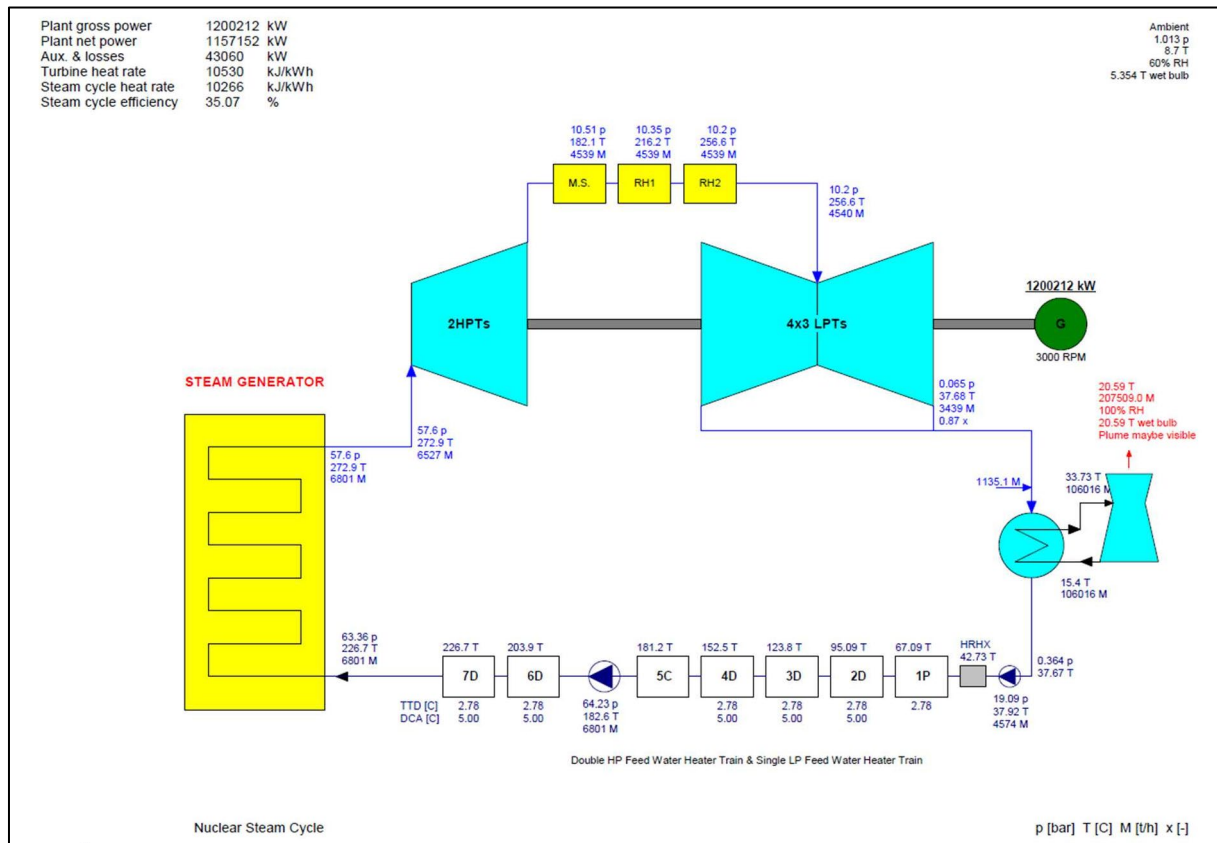 Plant gross power 1200212 kW
Plant net power 1157152 kW
Aux. & losses 43060 kW
Turbine heat rate 10530 kJ/kWh
Steam cycle heat rate 10266 kJ/kWh
Steam cycle efficiency 35.07 %
Ambient
1.013 p
8.7 T
60% RH
5.354 T wet bulb
10.51 p
182.1 T
4539 M
10.35 p
216.2 T
4539 M
10.2 p
256.6 T
4539 M
M.S.
RH1
RH2
10.2 p
256.6 T
4540 M
2HPTs
4x3 LPTs
1200212 kW
G
3000 RPM
STEAM GENERATOR
57.6 p
272.9 T
6801 M
57.6 p
272.9 T
6527 M
0.065 p
37.68 T
3439 M
0.87 x
20.59 T
207509.0 M
100% RH
20.59 T wet bulb
Plume maybe visible
1135.1 M
33.73 T
106016 M
15.4 T
106016 M
0.364 p
37.67 T
19.09 p
37.92 T
4574 M
HRHX
42.73 T
63.36 p
226.7 T
6801 M
226.7 T 203.9 T 181.2 T 152.5 T 123.8 T 95.09 T 67.09 T
7D 6D 5C 4D 3D 2D 1P
TTD [C] 2.78 2.78 2.78 2.78 2.78 2.78
DCA [C] 5.00 5.00 5.00 5.00 5.00
64.23 p
182.6 T
6801 M
Double HP Feed Water Heater Train & Single LP Feed Water Heater Train
Nuclear Steam Cycle
p [bar] T [C] M [t/h] x [-]